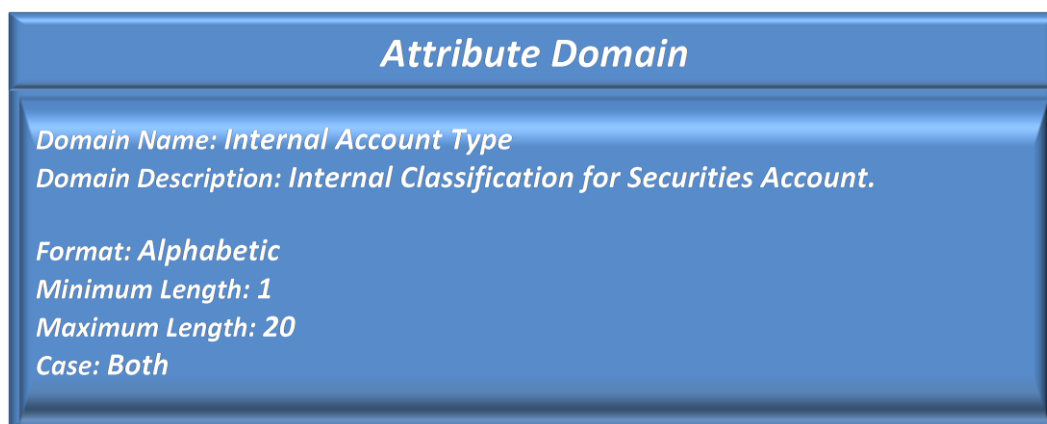 Attribute Domain
Domain Name: Internal Account Type
Domain Description: Internal Classification for Securities Account.
Format: Alphabetic
Minimum Length: 1
Maximum Length: 20
Case: Both